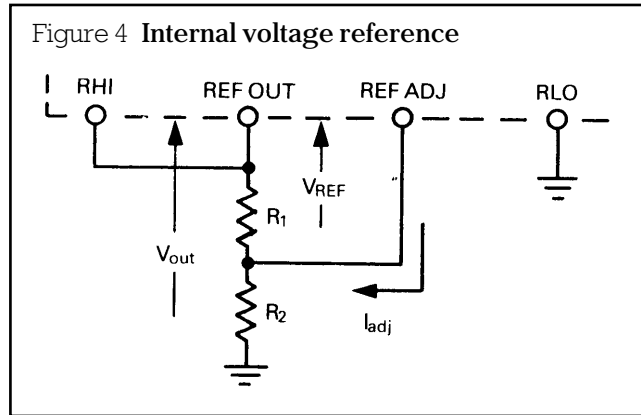 Figure 4 Internal voltage reference
RHI REF OUT REF ADJ RLO
VREF
R1
Vout
R2
Iadj